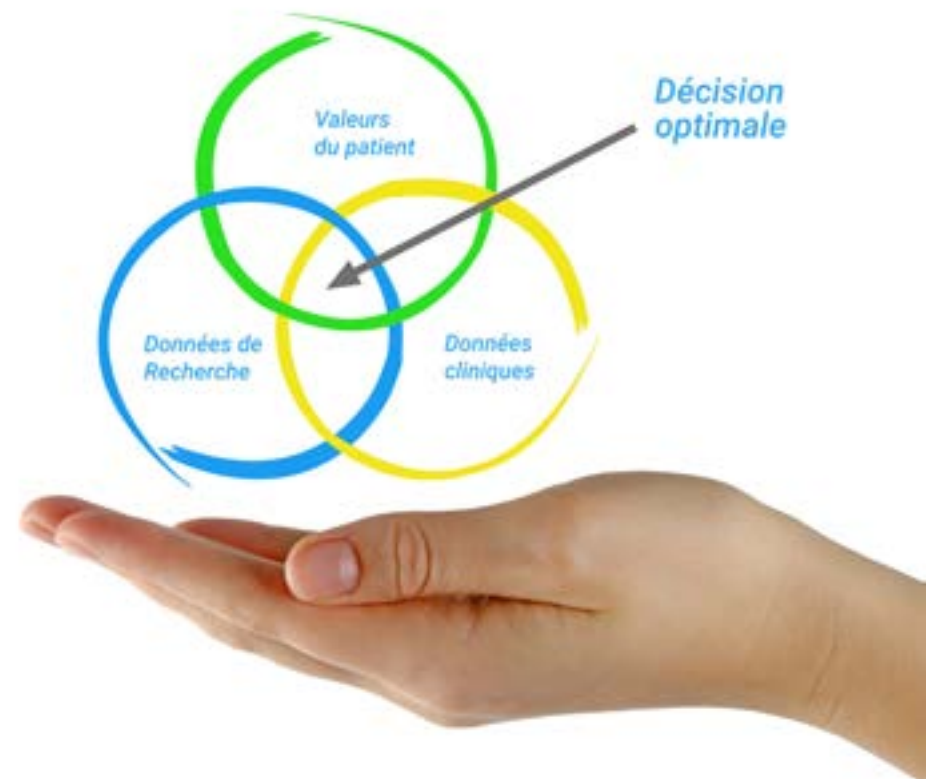 Valeurs
du patient
Décision
optimale
Données de
Recherche
Données
cliniques